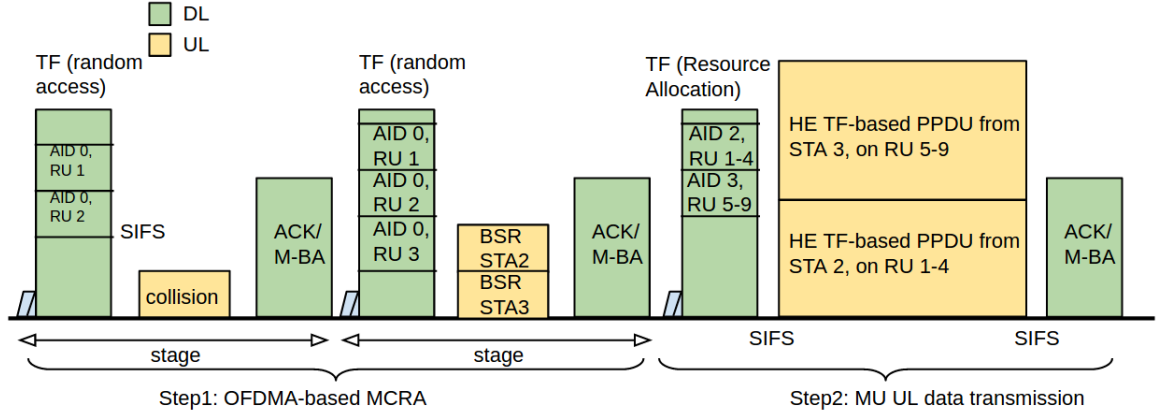 DL
UL
TF (random
access)
AID 0,
RU 1
AID 0,
RU 2
SIFS
collision
ACK/
M-BA
TF (random
access)
AID 0,
RU 1
AID 0,
RU 2
AID 0,
RU 3
BSR
STA2
BSR
STA3
ACK/
M-BA
TF (Resource
Allocation)
AID 2,
RU 1-4
AID 3,
RU 5-9
HE TF-based PPDU from
STA 3, on RU 5-9
HE TF-based PPDU from
STA 2, on RU 1-4
ACK/
M-BA
SIFS
SIFS
stage
stage
Step1: OFDMA-based MCRA
Step2: MU UL data transmission